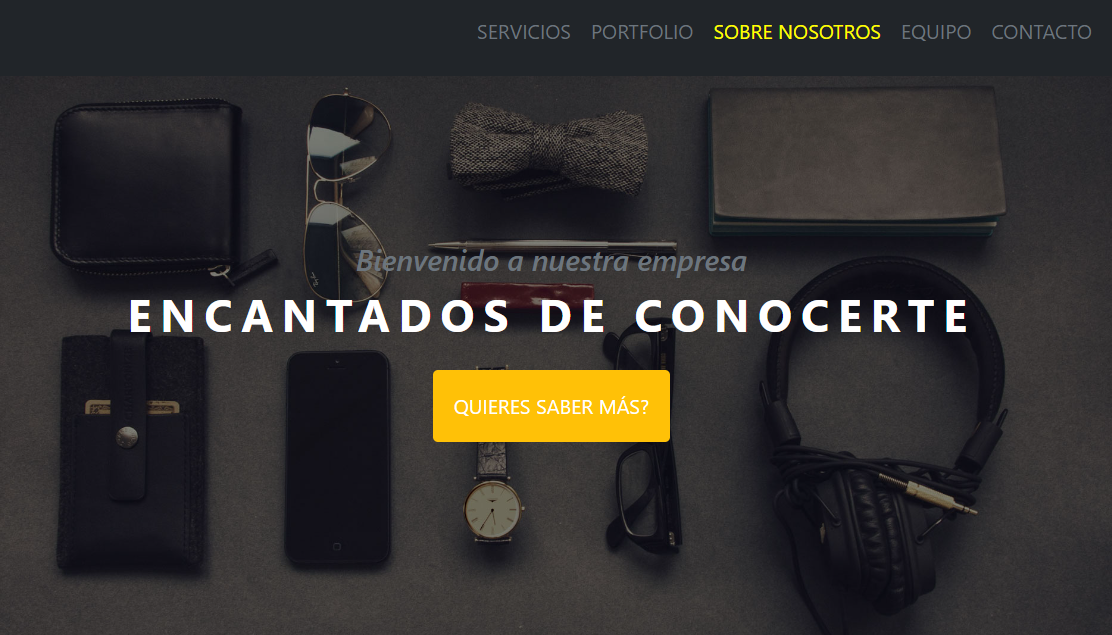 SERVICIOS PORTFOLIO SOBRE NOSOTROS EQUIPO CONTACTO
Bienvenido a nuestra empresa
ENCANTADOS DE CONOCERTE
QUIERES SABER MÁS?